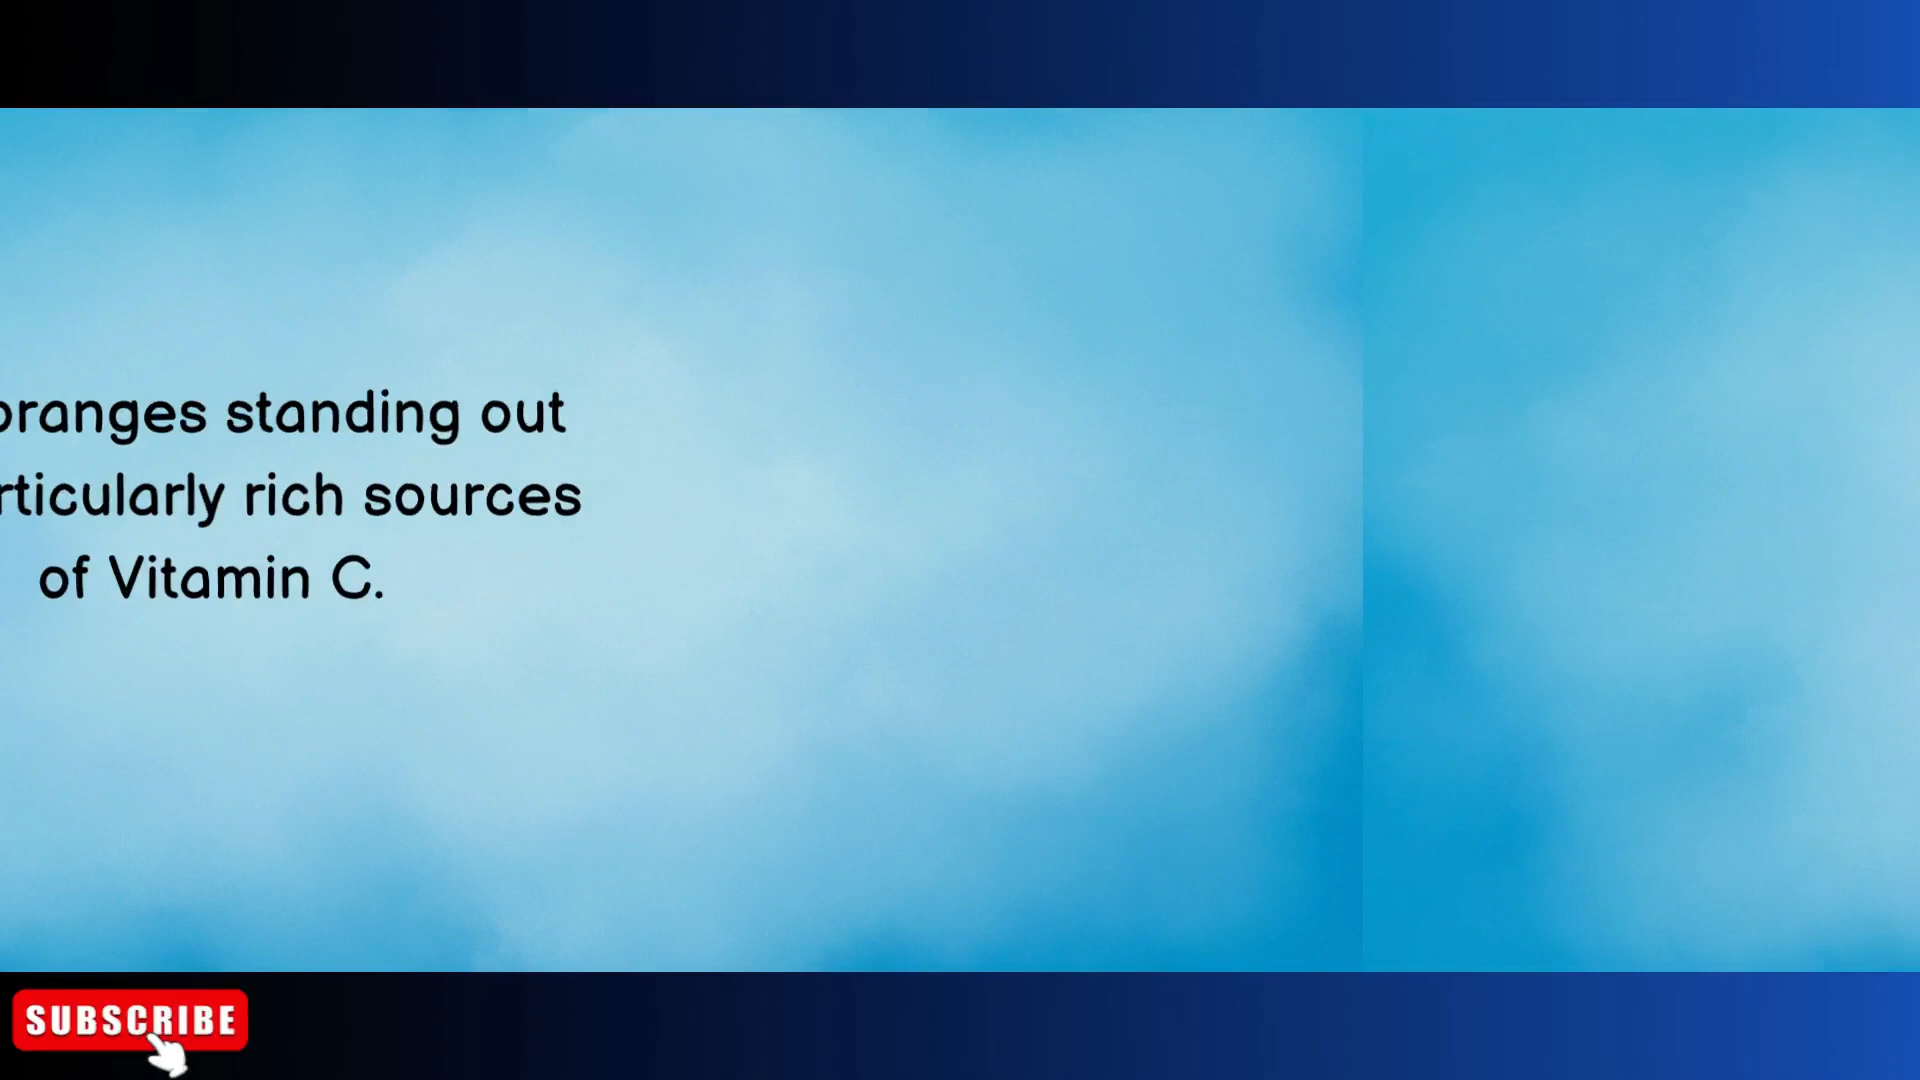 oranges standing out
rticularly rich sources
of Vitamin C.
SUBSCRIBE